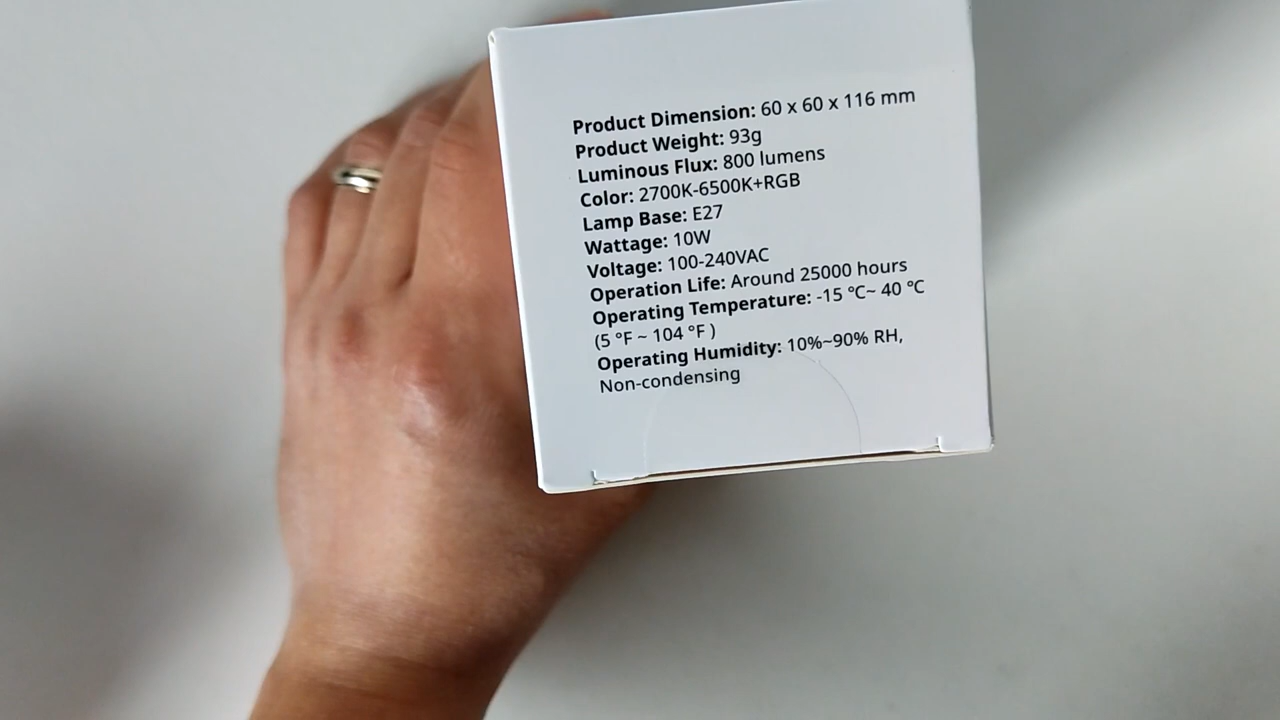 Product Dimension: 60 x 60 x 116 mm
Product Weight: 93g
Luminous Flux: 800 lumens
Color: 2700K-6500K+RGB
Lamp Base: E27
Wattage: 10W
Voltage: 100-240VAC
Operation Life: Around 25000 hours
Operating Temperature: -15 ℃~ 40 ℃
(5 ℉ ~ 104 ℉ )
Operating Humidity: 10%~90% RH,
Non-condensing